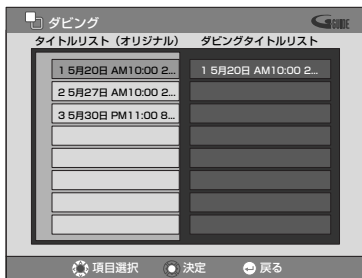 ダビング
GGUIDE
タイトルリスト（オリジナル） ダビングタイトルリスト
1 5月20日 AM10:00 2... 1 5月20日 AM10:00 2...
2 5月27日 AM10:00 2...
3 5月30日 PM11:00 8...
項目選択 決定 戻る